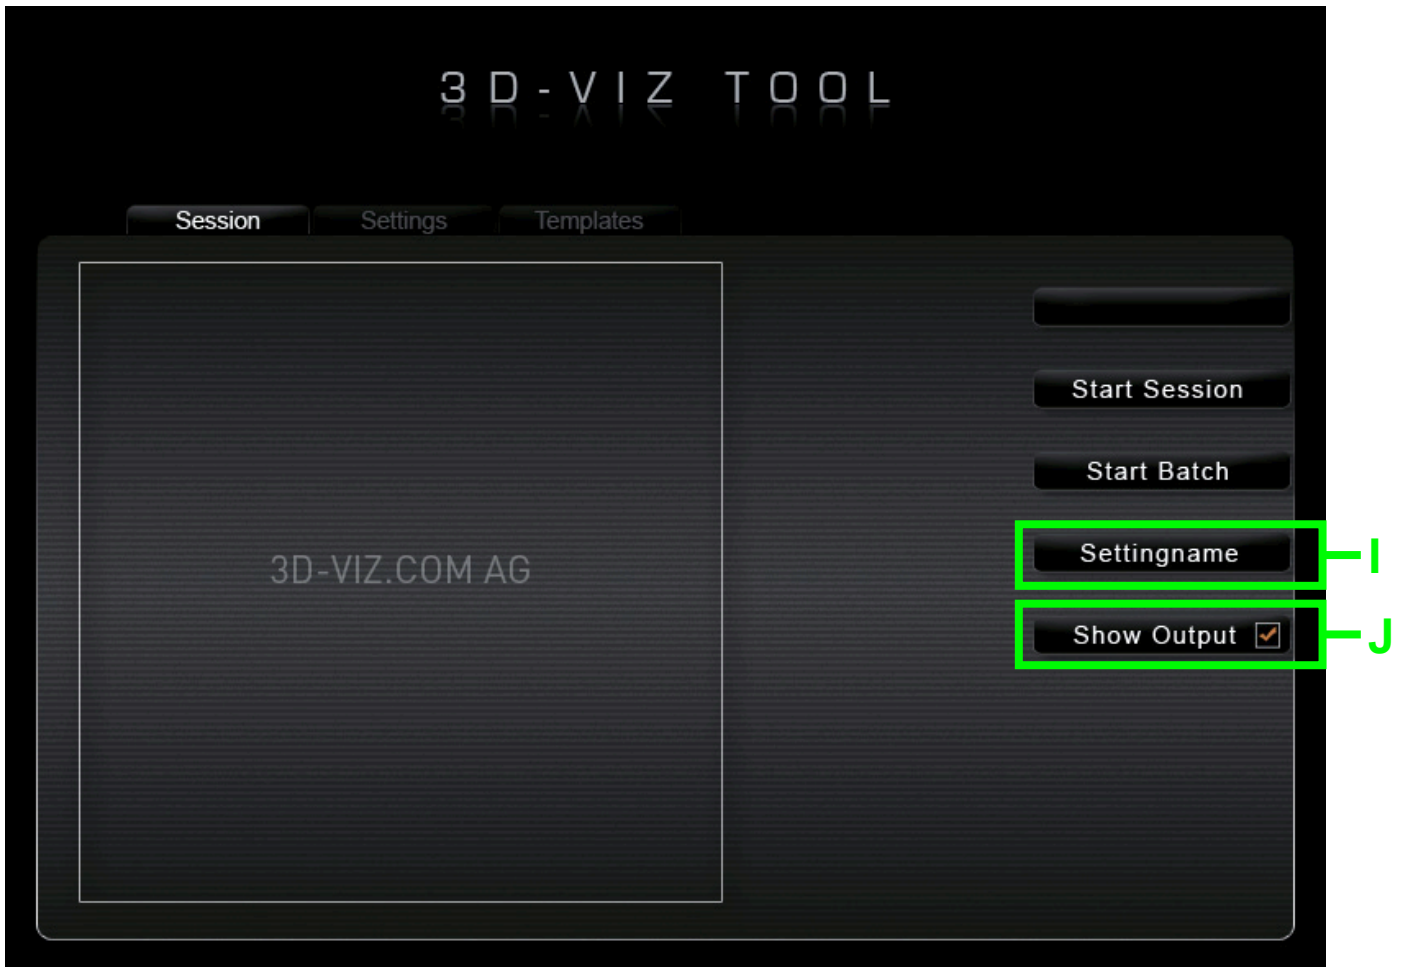 3D-VIZ TOOL
Session Settings Templates
Start Session
Start Batch
Settingname I
3D-VIZ.COM AG
Show Output J